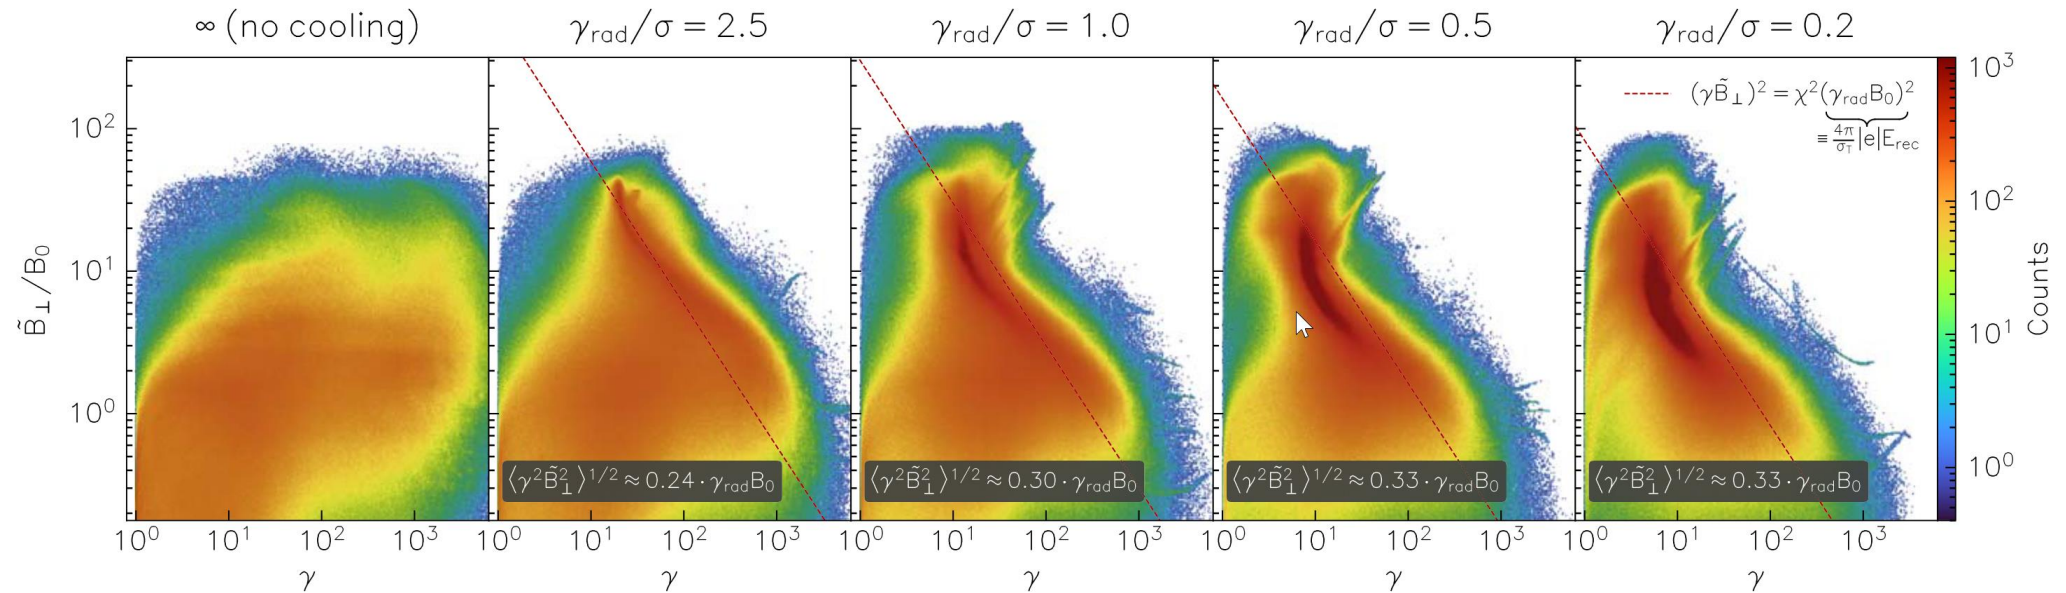 ∞ (no cooling)
γrad/σ = 2.5
γrad/σ = 1.0
γrad/σ = 0.5
γrad/σ = 0.2
B̃⊥/B₀
10²
10¹
10⁰
(γB̃⊥)² = χ²(γradB₀)²
≡ 4π/σT |e|Erec
⟨γ²B̃⊥²⟩¹/² ≈ 0.24 · γradB₀
⟨γ²B̃⊥²⟩¹/² ≈ 0.30 · γradB₀
⟨γ²B̃⊥²⟩¹/² ≈ 0.33 · γradB₀
⟨γ²B̃⊥²⟩¹/² ≈ 0.33 · γradB₀
10⁰ 10¹ 10² 10³
10⁰ 10¹ 10² 10³
10⁰ 10¹ 10² 10³
10⁰ 10¹ 10² 10³
10⁰ 10¹ 10² 10³
γ
γ
γ
γ
γ
10³
10²
10¹
10⁰
Counts